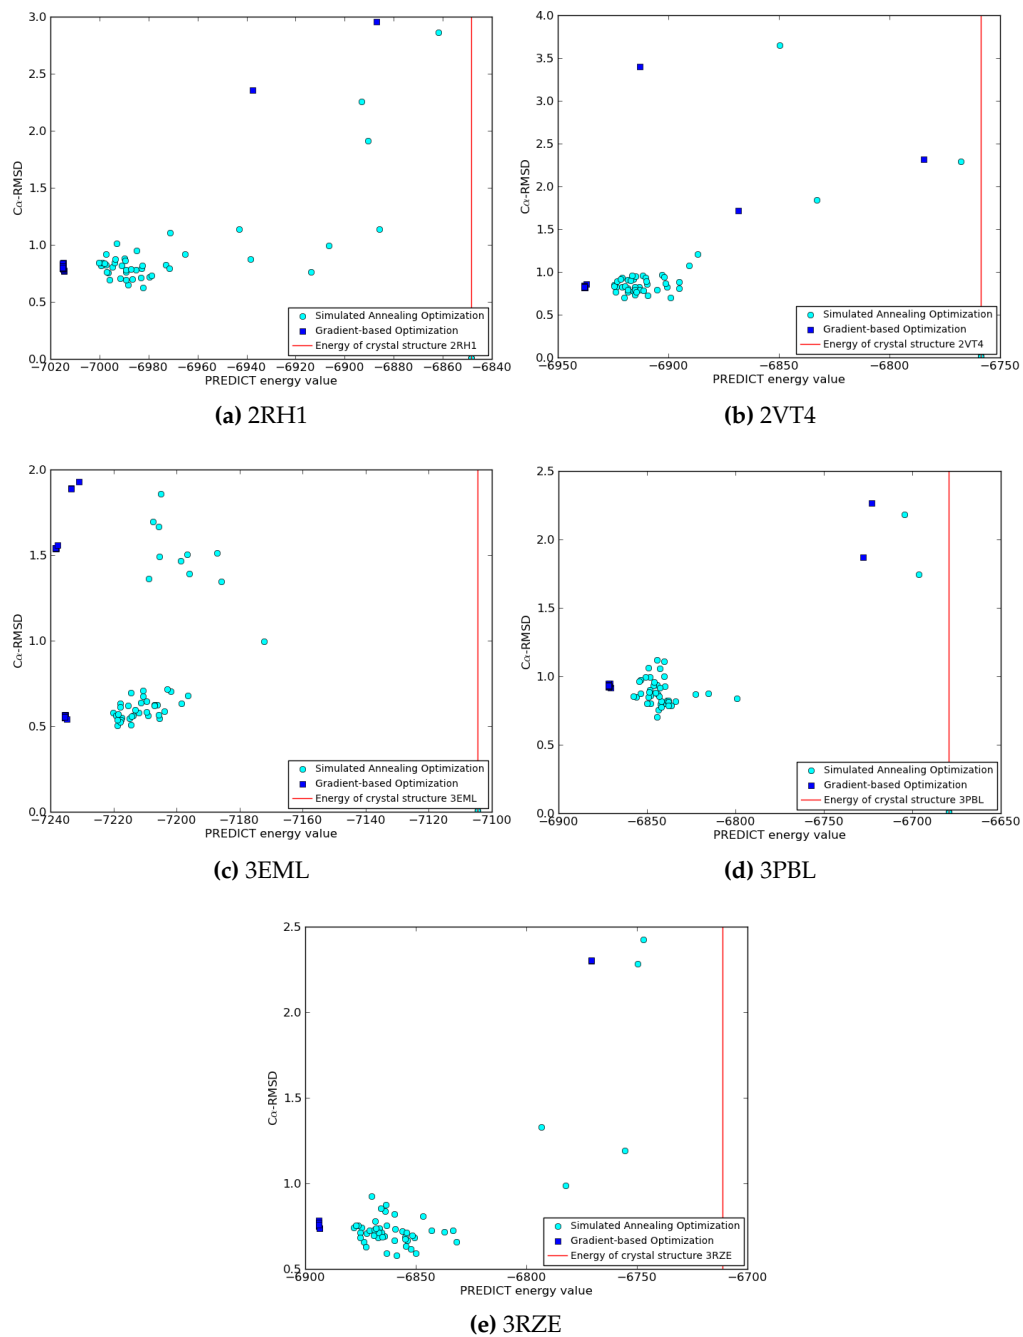 3.0
2.5
2.0
1.5
1.0
0.5
0.0
Cα-RMSD
−7020 −7000 −6980 −6960 −6940 −6920 −6900 −6880 −6860 −6840
PREDICT energy value
Simulated Annealing Optimization
Gradient-based Optimization
Energy of crystal structure 2RH1
(a) 2RH1
4.0
3.5
3.0
2.5
2.0
1.5
1.0
0.5
0.0
Cα-RMSD
−6950 −6900 −6850 −6800 −6750
PREDICT energy value
Simulated Annealing Optimization
Gradient-based Optimization
Energy of crystal structure 2VT4
(b) 2VT4
2.0
1.5
1.0
0.5
0.0
Cα-RMSD
−7240 −7220 −7200 −7180 −7160 −7140 −7120 −7100
PREDICT energy value
Simulated Annealing Optimization
Gradient-based Optimization
Energy of crystal structure 3EML
(c) 3EML
2.5
2.0
1.5
1.0
0.5
0.0
Cα-RMSD
−6900 −6850 −6800 −6750 −6700 −6650
PREDICT energy value
Simulated Annealing Optimization
Gradient-based Optimization
Energy of crystal structure 3PBL
(d) 3PBL
2.5
2.0
1.5
1.0
0.5
Cα-RMSD
−6900 −6850 −6800 −6750 −6700
PREDICT energy value
Simulated Annealing Optimization
Gradient-based Optimization
Energy of crystal structure 3RZE
(e) 3RZE